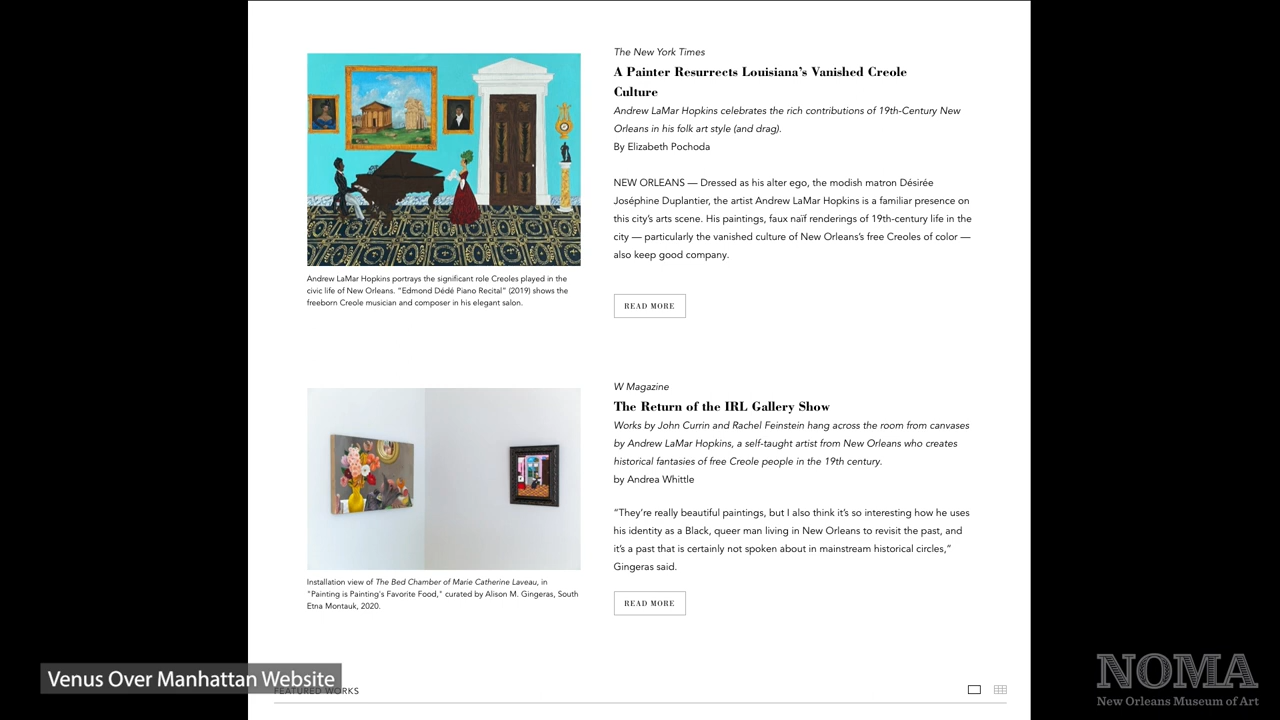 The New York Times
A Painter Resurrects Louisiana's Vanished Creole
Culture
Andrew LaMar Hopkins celebrates the rich contributions of 19th-Century New
Orleans in his folk art style (and drag).
By Elizabeth Pochoda
NEW ORLEANS — Dressed as his alter ego, the modish matron Désirée
Joséphine Duplantier, the artist Andrew LaMar Hopkins is a familiar presence on
this city's arts scene. His paintings, faux naïf renderings of 19th-century life in the
city — particularly the vanished culture of New Orleans's free Creoles of color —
also keep good company.
Andrew LaMar Hopkins portrays the significant role Creoles played in the
civic life of New Orleans. "Edmond Dédé Piano Recital" (2019) shows the
freeborn Creole musician and composer in his elegant salon.
READ MORE
W Magazine
The Return of the IRL Gallery Show
Works by John Currin and Rachel Feinstein hang across the room from canvases
by Andrew LaMar Hopkins, a self-taught artist from New Orleans who creates
historical fantasies of free Creole people in the 19th century.
by Andrea Whittle
"They're really beautiful paintings, but I also think it's so interesting how he uses
his identity as a Black, queer man living in New Orleans to revisit the past, and
it's a past that is certainly not spoken about in mainstream historical circles,"
Gingeras said.
Installation view of The Bed Chamber of Marie Catherine Laveau, in
"Painting is Painting's Favorite Food," curated by Alison M. Gingeras, South
Etna Montauk, 2020.
READ MORE
Venus Over Manhattan Website
FEATURED WORKS
NOMA
New Orleans Museum of Art